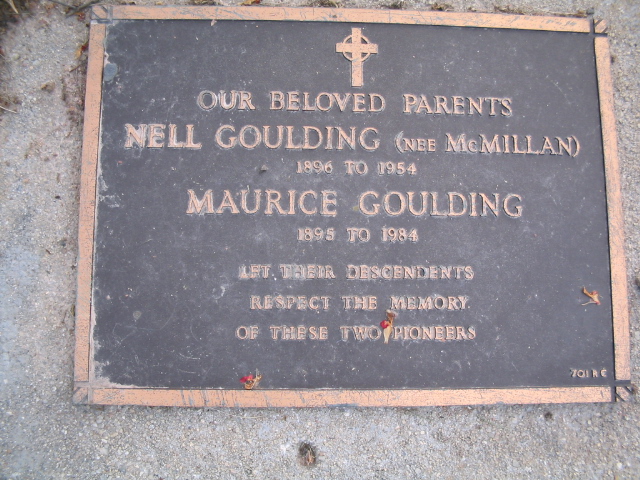 OUR BELOVED PARENTS
NELL GOULDING (NEE McMILLAN)
1896 TO 1954
MAURICE GOULDING
1895 TO 1984
LET THEIR DESCENDENTS
RESPECT THE MEMORY
OF THESE TWO PIONEERS